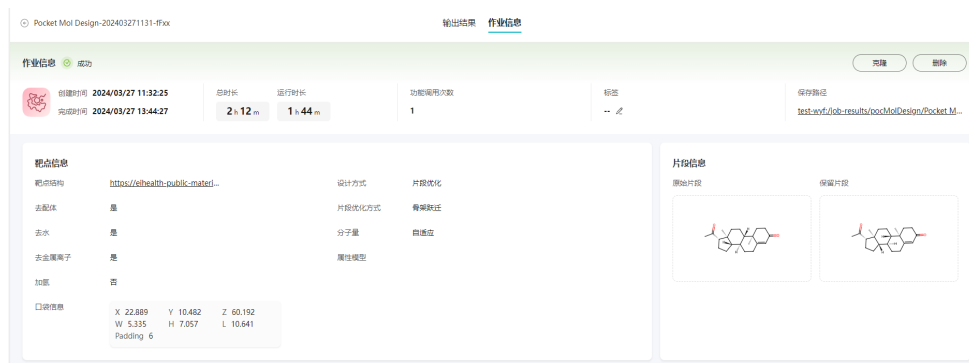 Pocket Mol Design-202403271131-fFxx
输出结果 作业信息
作业信息 成功
克隆 删除
创建时间 2024/03/27 11:32:25
完成时间 2024/03/27 13:44:27
总时长
2 h 12 m
运行时长
1 h 44 m
功能调用次数
1
标签
--
保存路径
test-wyf:/job-results/pocMolDesign/Pocket M...
靶点信息
靶点结构 https://eihealth-public-materi...
设计方式 片段优化
去配体 是
片段优化方式 骨架跃迁
去水 是
分子量 自适应
去金属离子 是
属性模型
加氢 否
口袋信息
X 22.889 Y 10.482 Z 60.192
W 5.335 H 7.057 L 10.641
Padding 6
片段信息
原始片段 保留片段